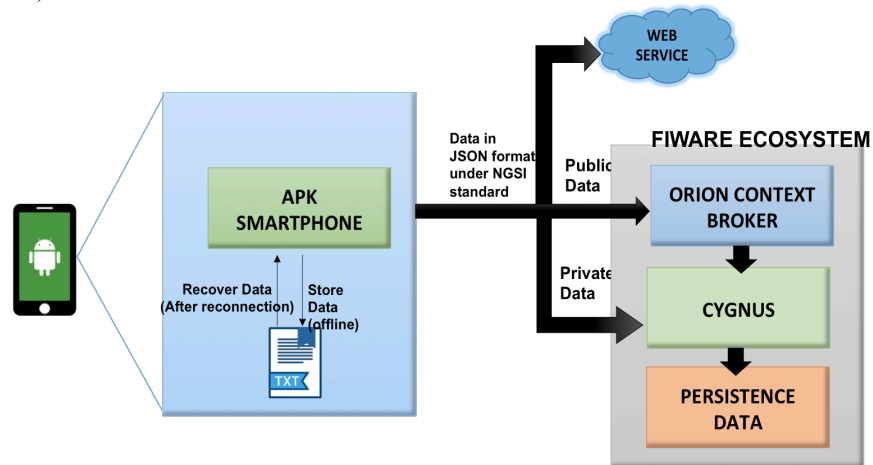 WEB
SERVICE
FIWARE ECOSYSTEM
Data in
JSON format
under NGSI
standard
Public
Data
APK
SMARTPHONE
ORION CONTEXT
BROKER
Recover Data
(After reconnection)
Store
Data
(offline)
Private
Data
CYGNUS
TXT
PERSISTENCE
DATA